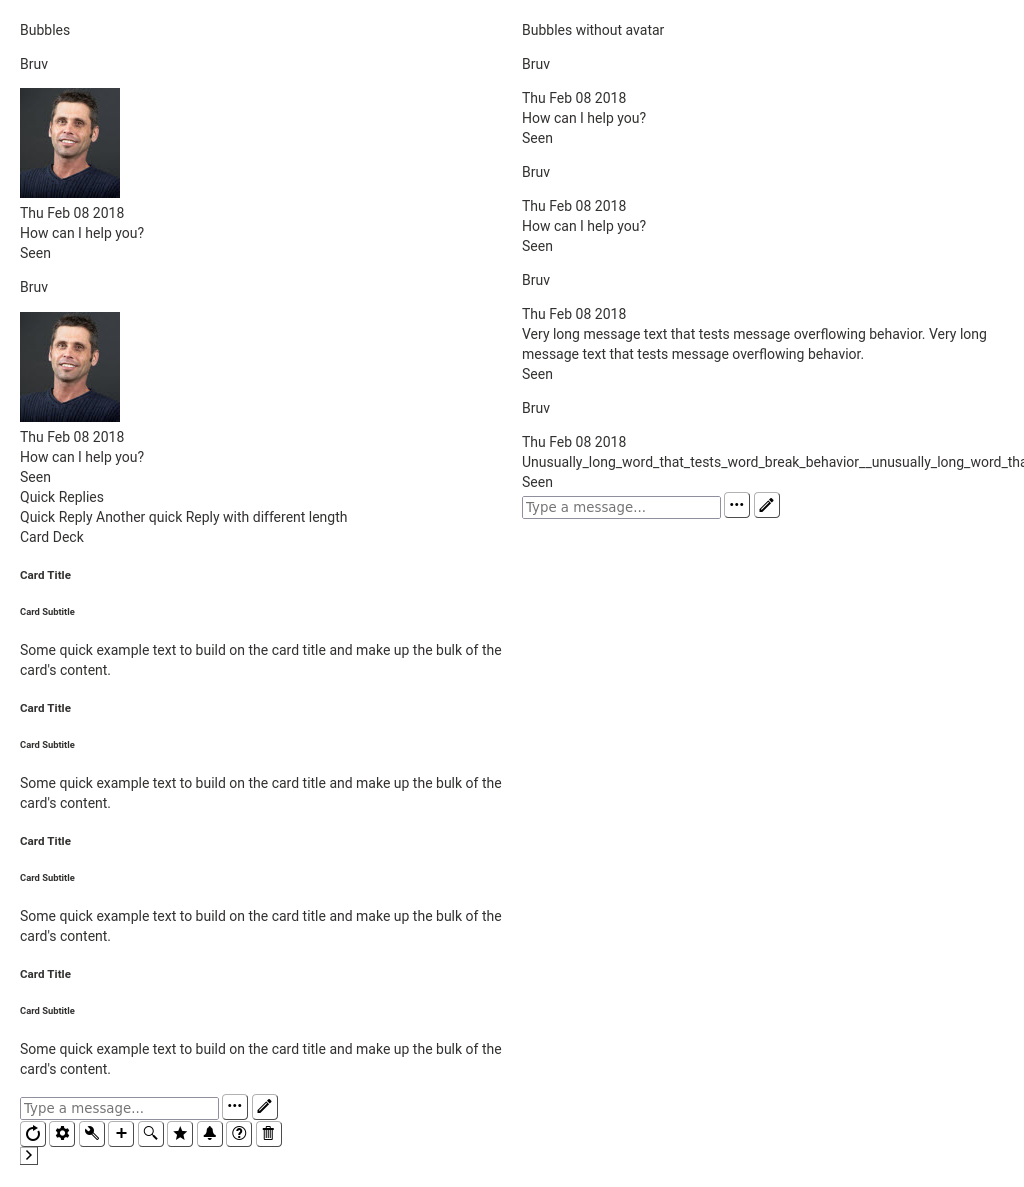 Bubbles
Bruv
Thu Feb 08 2018
How can I help you?
Seen
Bruv
Thu Feb 08 2018
How can I help you?
Seen
Quick Replies
Quick Reply Another quick Reply with different length
Card Deck
Card Title
Card Subtitle
Some quick example text to build on the card title and make up the bulk of the
card's content.
Card Title
Card Subtitle
Some quick example text to build on the card title and make up the bulk of the
card's content.
Card Title
Card Subtitle
Some quick example text to build on the card title and make up the bulk of the
card's content.
Card Title
Card Subtitle
Some quick example text to build on the card title and make up the bulk of the
card's content.
Type a message...
Bubbles without avatar
Bruv
Thu Feb 08 2018
How can I help you?
Seen
Bruv
Thu Feb 08 2018
How can I help you?
Seen
Bruv
Thu Feb 08 2018
Very long message text that tests message overflowing behavior. Very long
message text that tests message overflowing behavior.
Seen
Bruv
Thu Feb 08 2018
Unusually_long_word_that_tests_word_break_behavior__unusually_long_word_tha
Seen
Type a message...